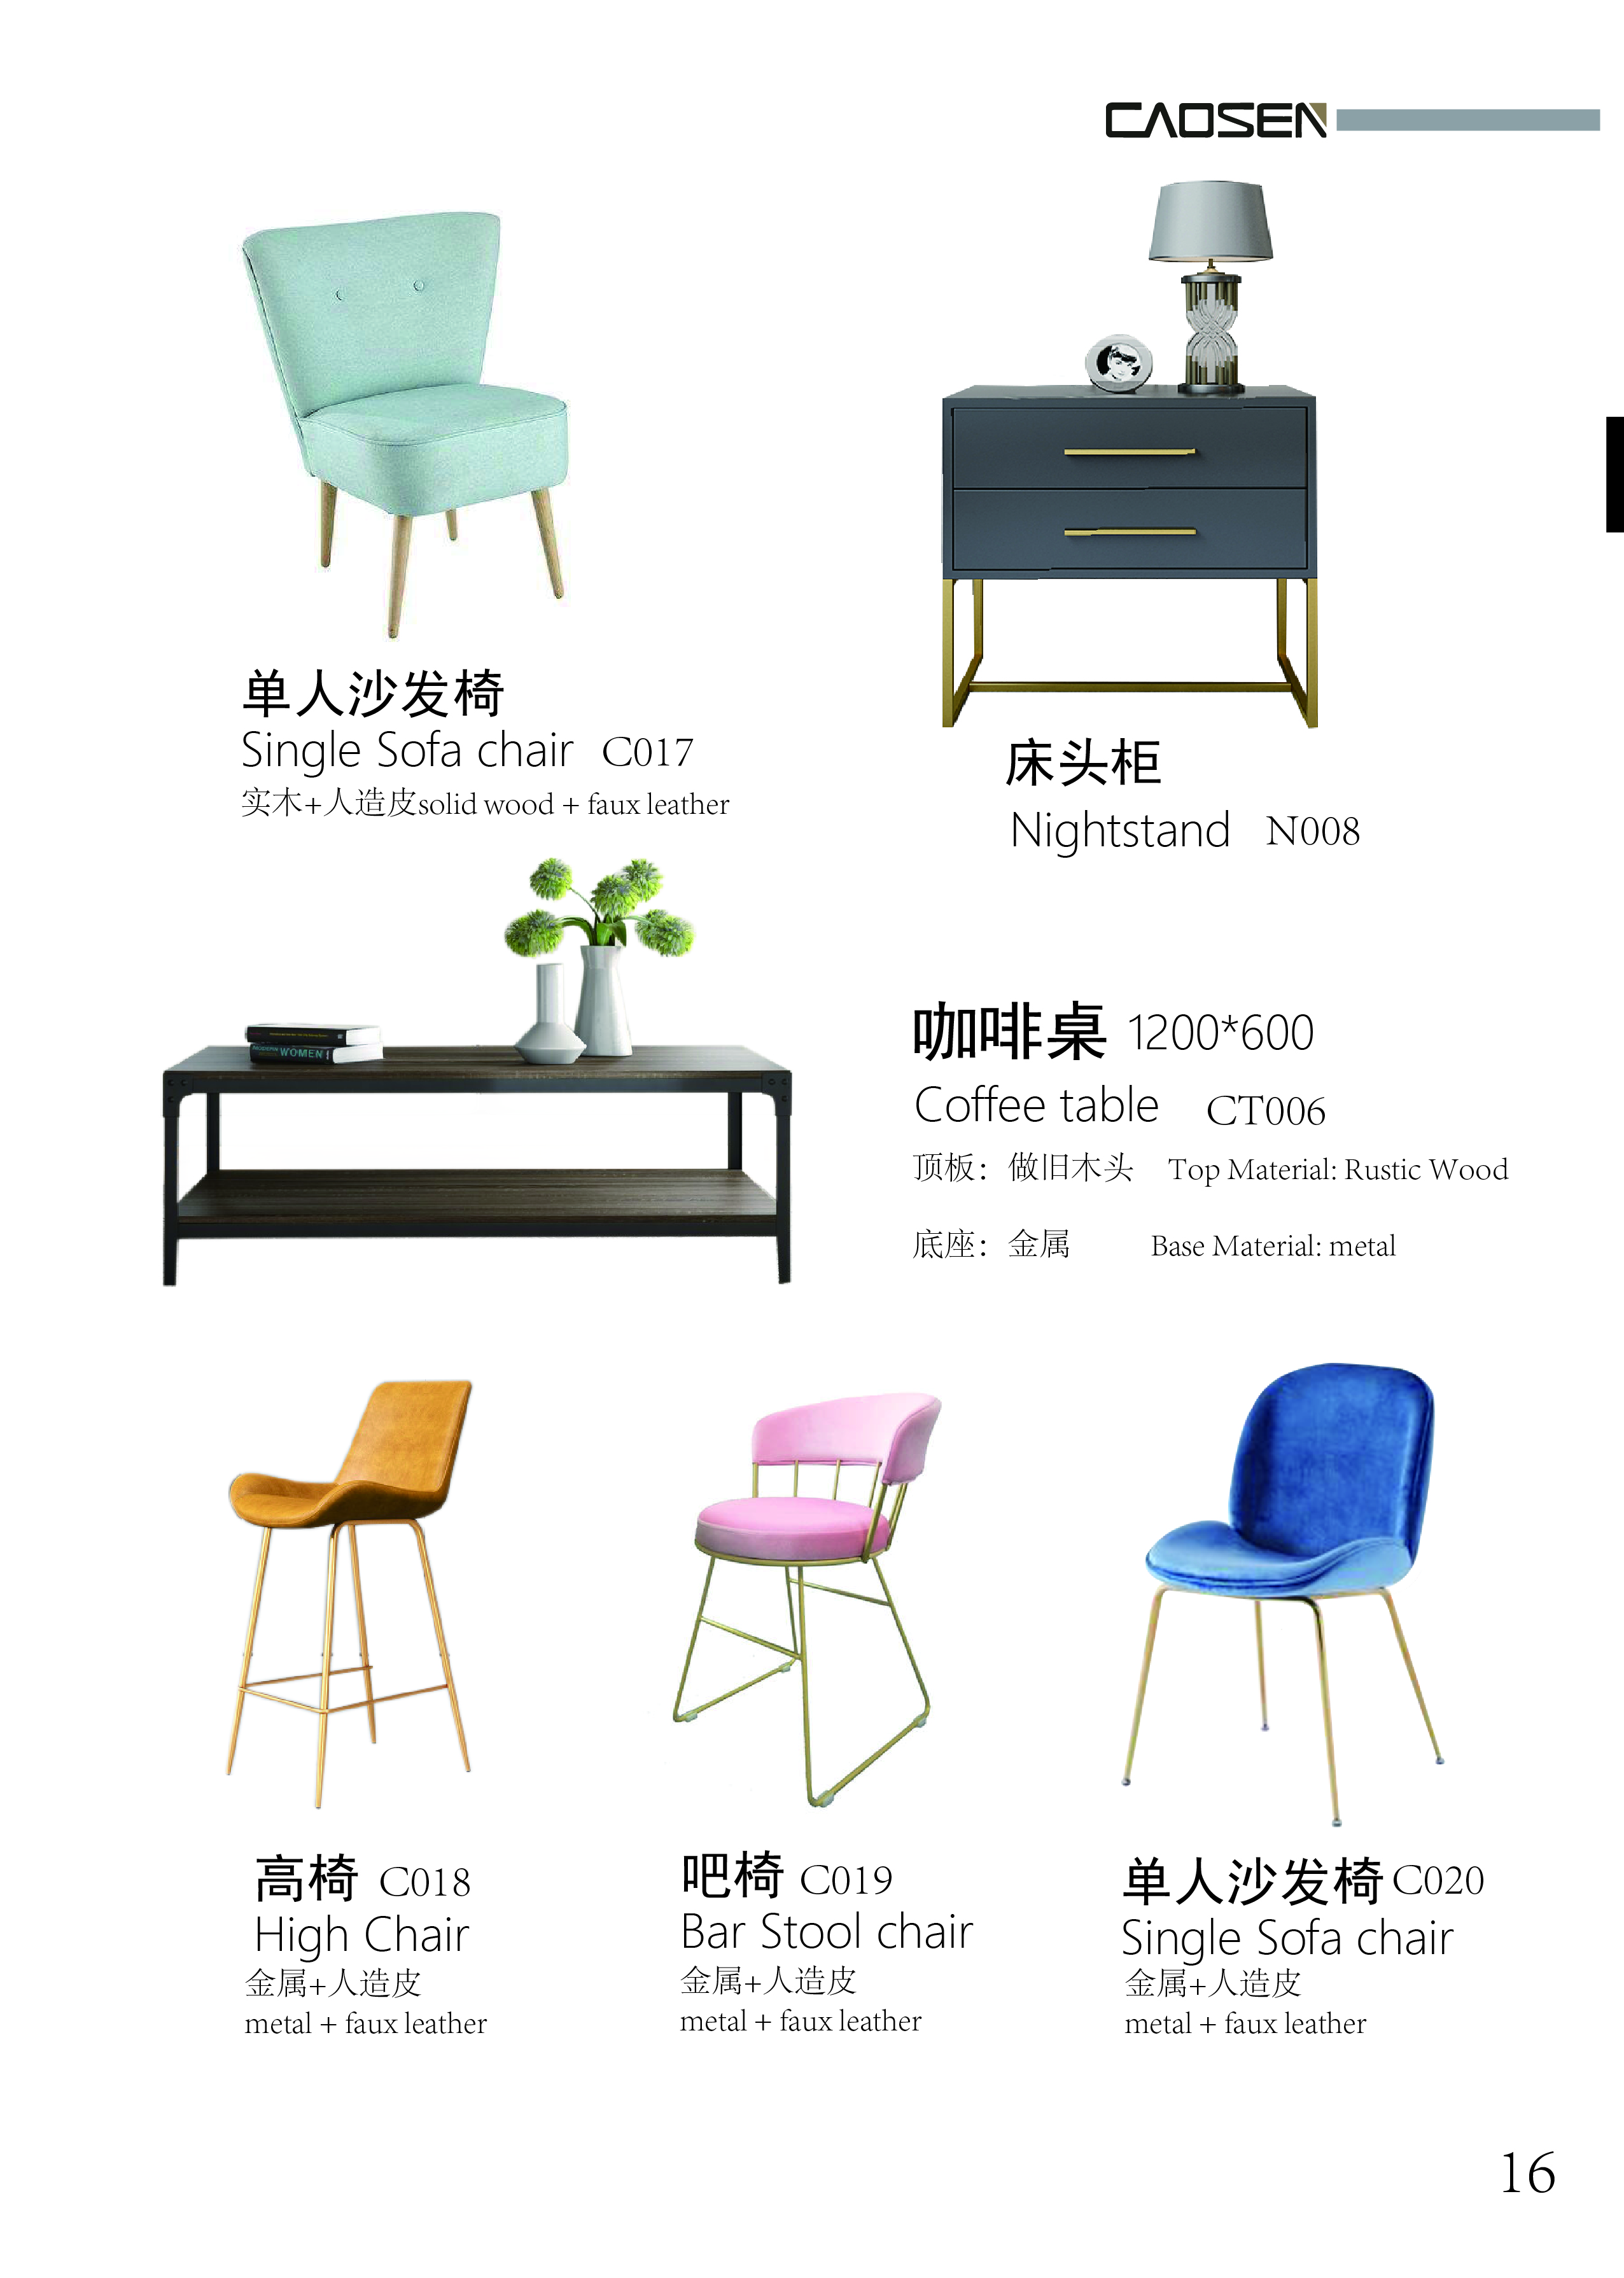 CAOSEN
单人沙发椅
Single Sofa chair C017
实木+人造皮solid wood + faux leather
床头柜
Nightstand N008
WOMEN
咖啡桌 1200*600
Coffee table CT006
顶板：做旧木头 Top Material: Rustic Wood
底座：金属 Base Material: metal
高椅 C018
High Chair
金属+人造皮
metal + faux leather
吧椅 C019
Bar Stool chair
金属+人造皮
metal + faux leather
单人沙发椅 C020
Single Sofa chair
金属+人造皮
metal + faux leather
16